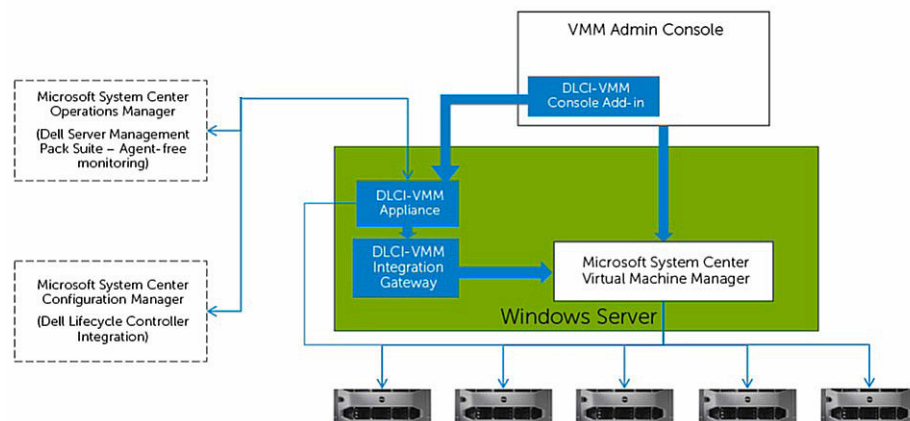 VMM Admin Console
DLCI-VMM
Console Add-in
Microsoft System Center
Operations Manager
(Dell Server Management
Pack Suite – Agent-free
monitoring)
DLCI-VMM
Appliance
DLCI-VMM
Integration
Gateway
Microsoft System Center
Virtual Machine Manager
Microsoft System Center
Configuration Manager
(Dell Lifecycle Controller
Integration)
Windows Server